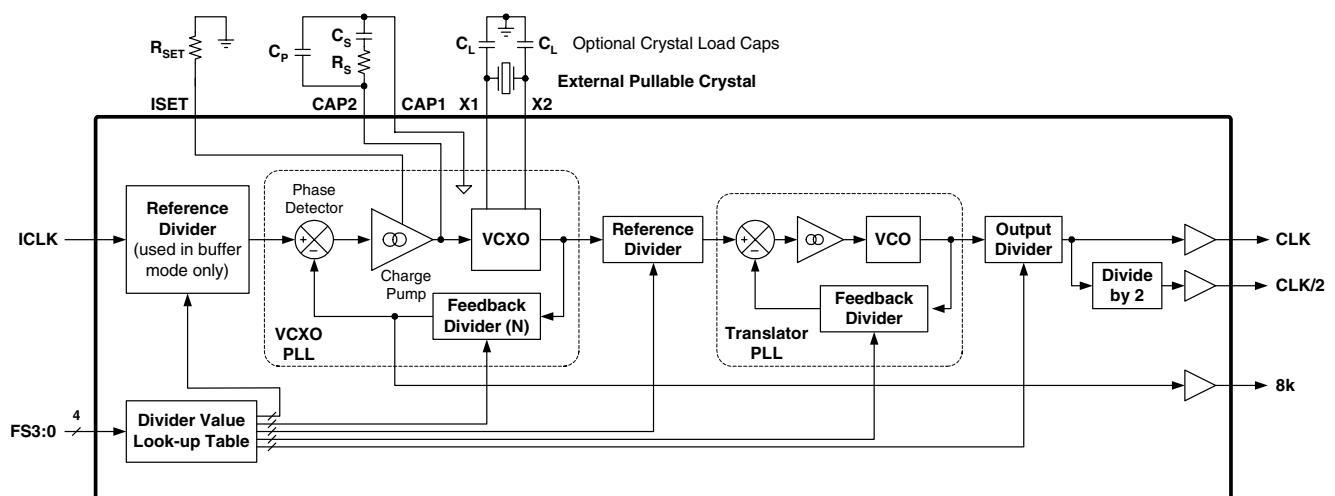 RSET
CP
CS
RS
CL
CL
Optional Crystal Load Caps
External Pullable Crystal
ISET
CAP2
CAP1
X1
X2
ICLK
Reference
Divider
(used in buffer
mode only)
Phase
Detector
+
−
Charge
Pump
VCXO
Feedback
Divider (N)
VCXO
PLL
Reference
Divider
+
−
VCO
Feedback
Divider
Translator
PLL
Output
Divider
Divide
by 2
CLK
CLK/2
8k
FS3:0
4
Divider Value
Look-up Table